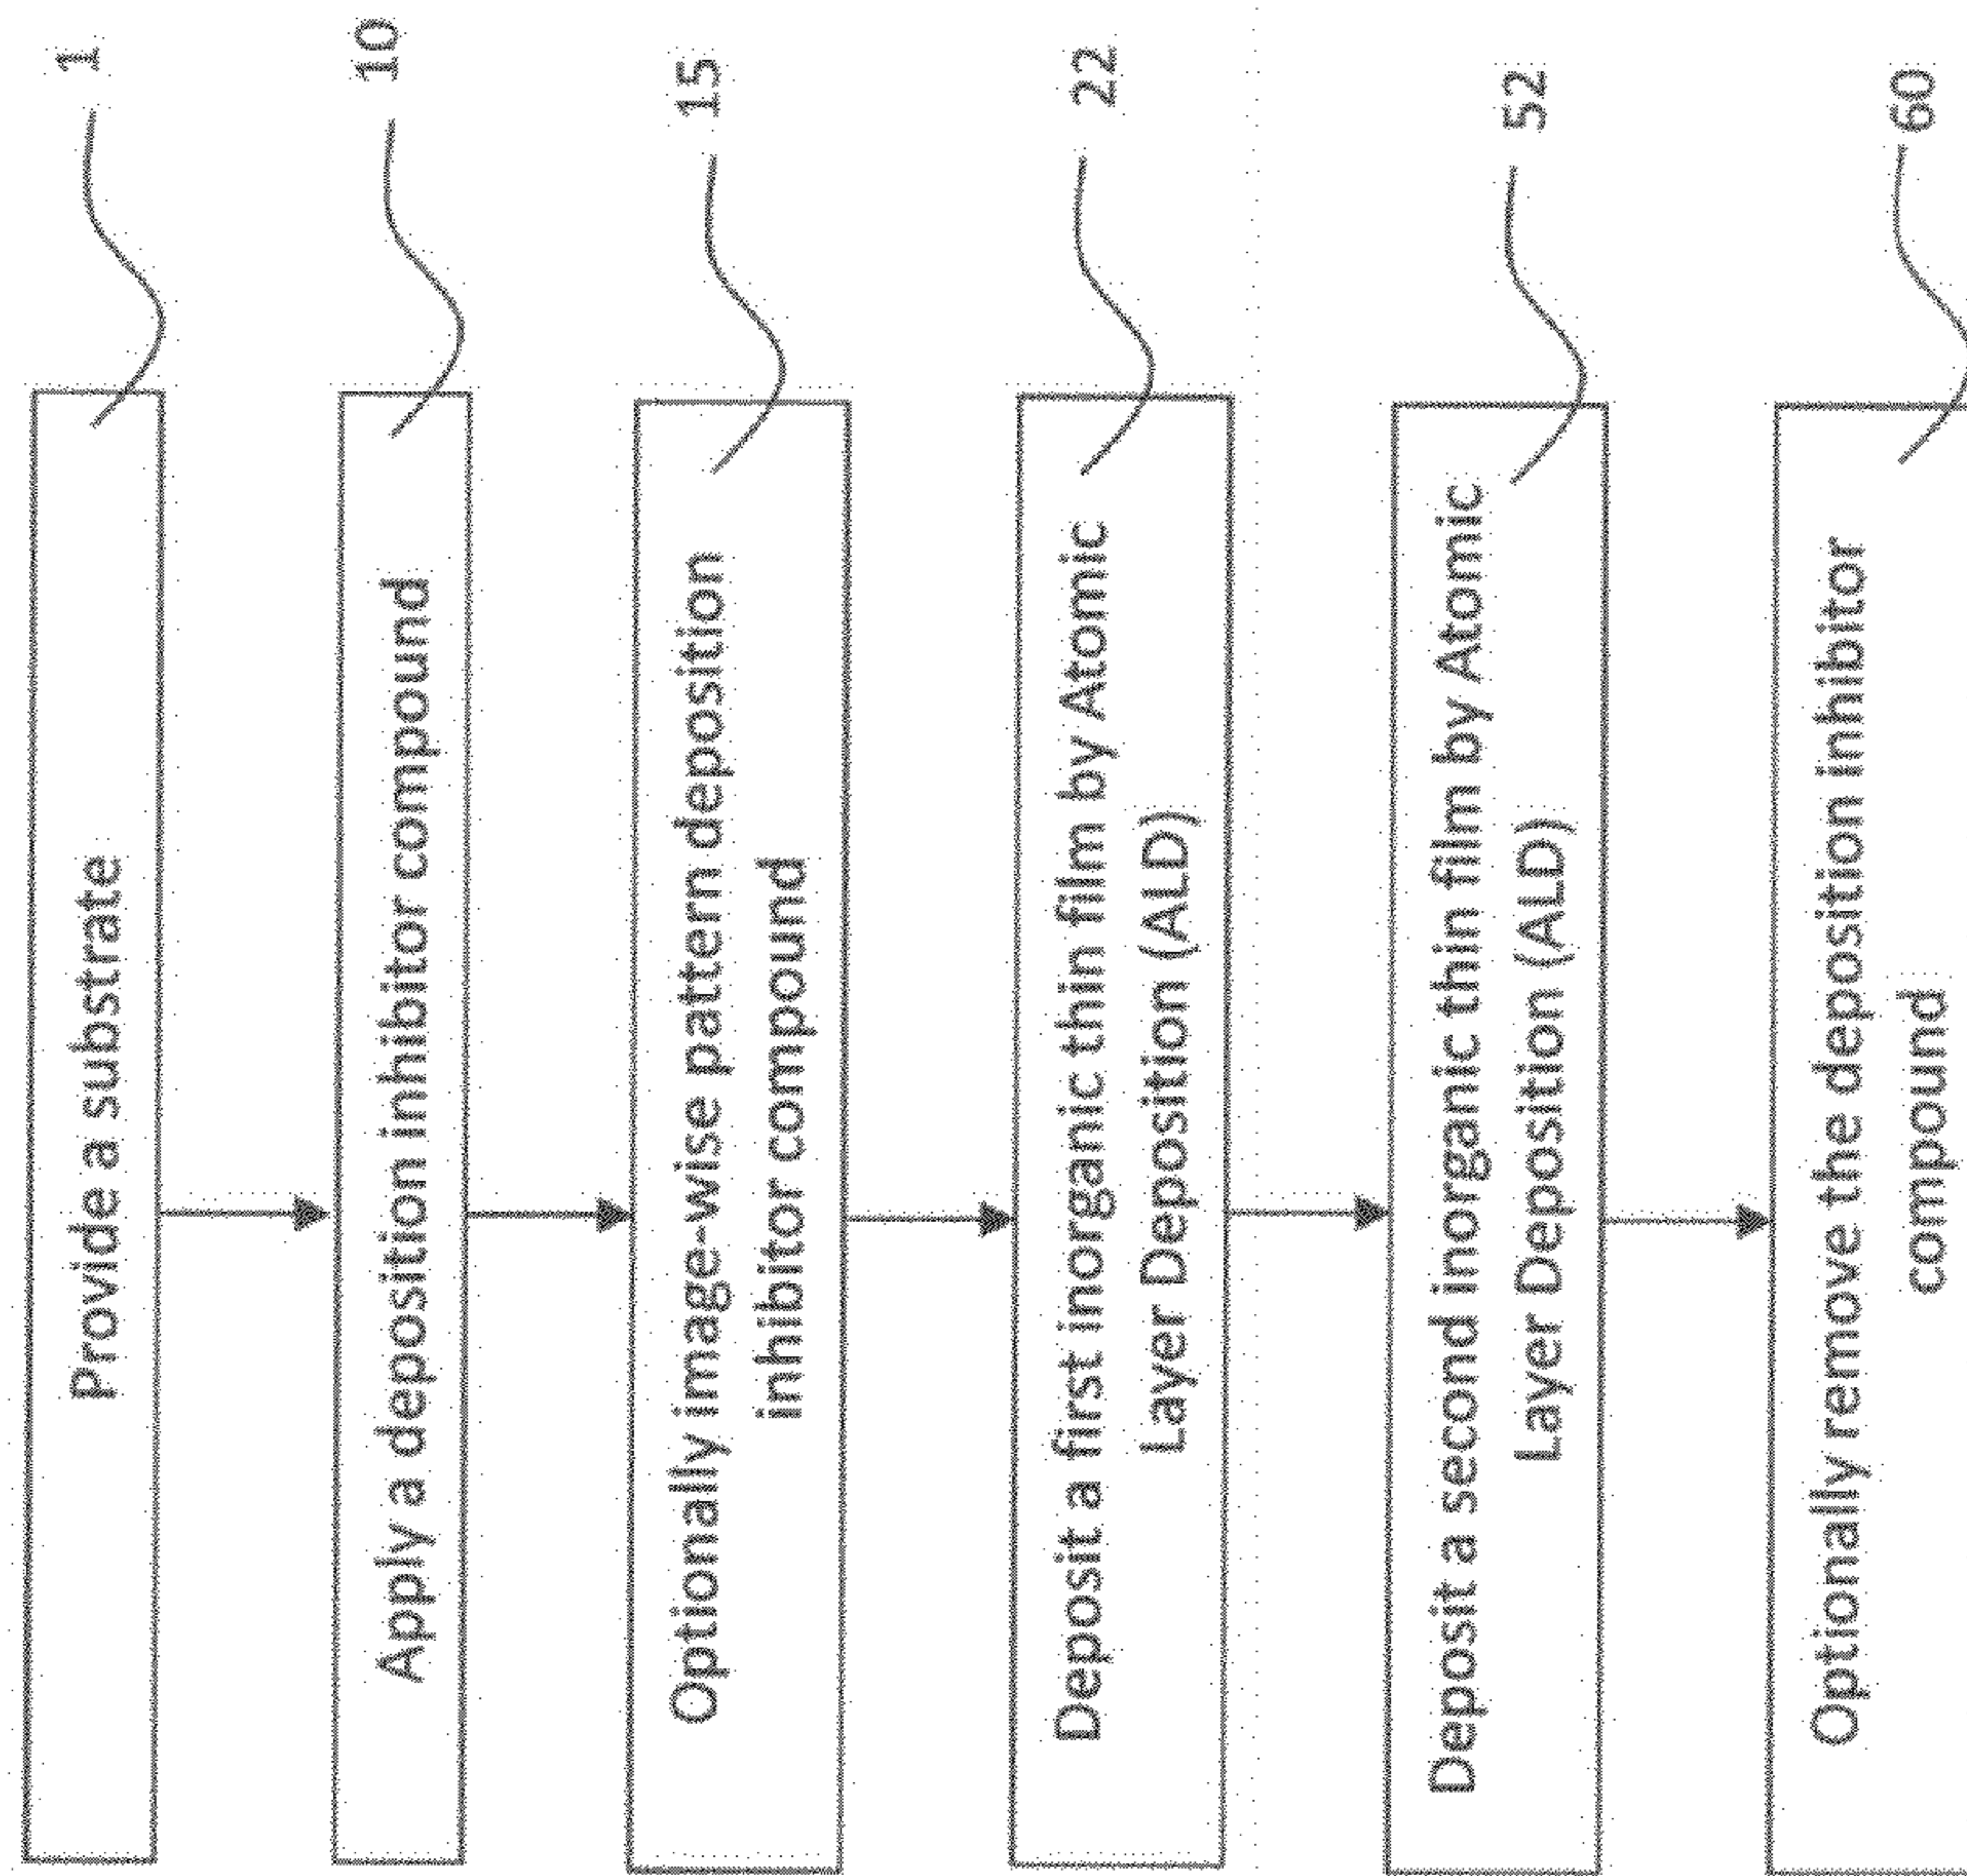 Provide a substrate
1
Apply a deposition inhibitor compound
10
Optionally image-wise pattern deposition
inhibitor compound
15
Deposit a first inorganic thin film by Atomic
Layer Deposition (ALD)
22
Deposit a second inorganic thin film by Atomic
Layer Deposition (ALD)
52
Optionally remove the deposition inhibitor
compound
60